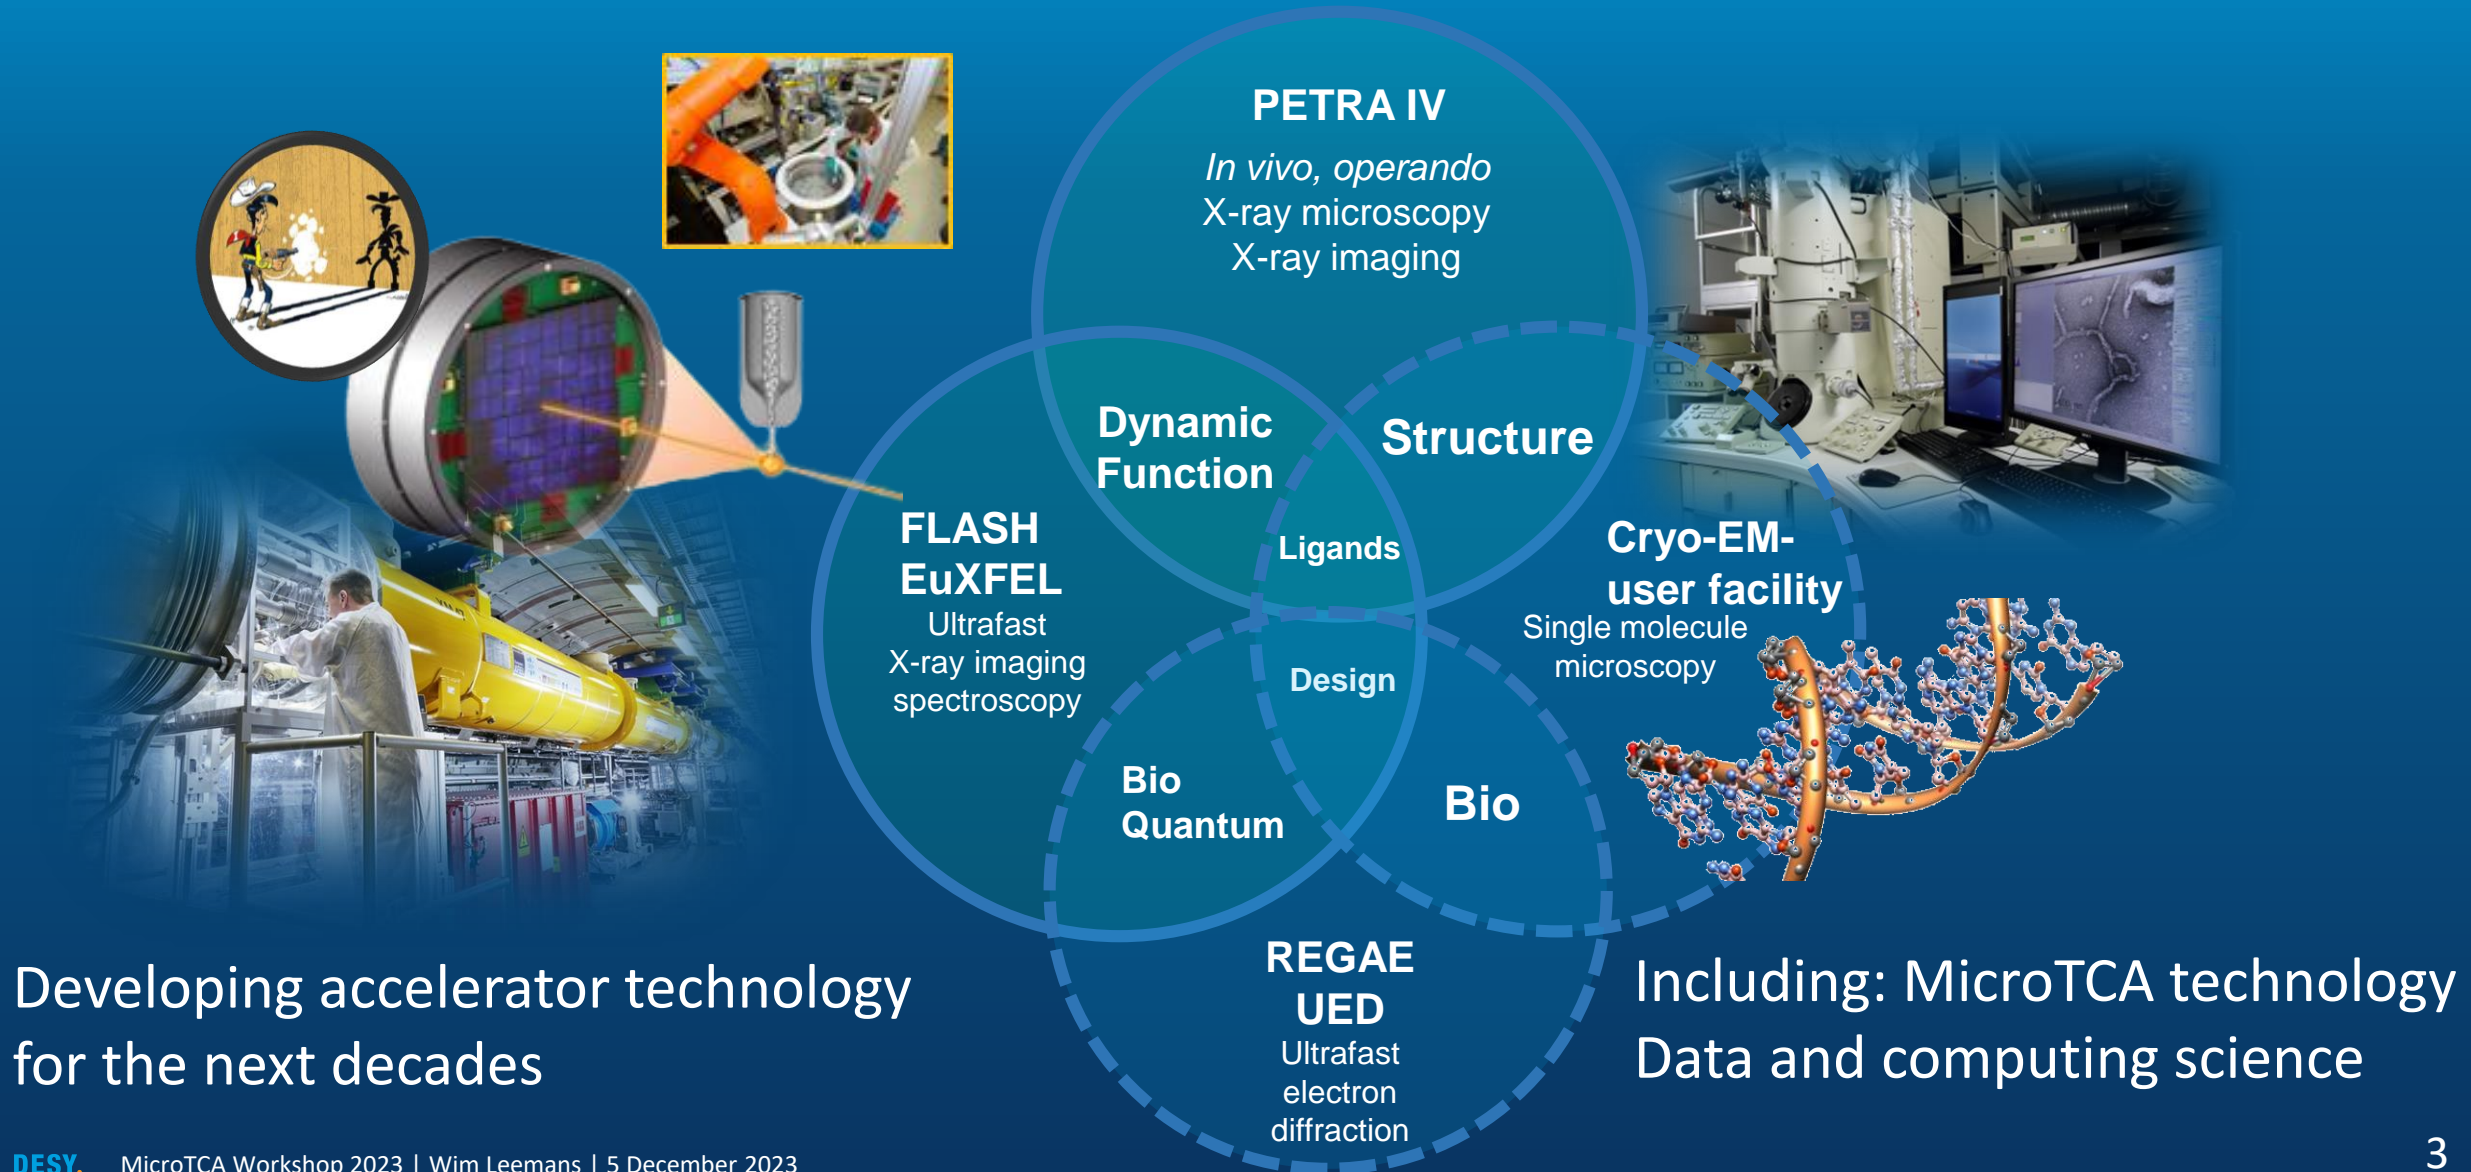 PETRA IV
In vivo, operando
X-ray microscopy
X-ray imaging
Dynamic
Function
Structure
FLASH
EuXFEL
Ultrafast
X-ray imaging
spectroscopy
Ligands
Cryo-EM-
user facility
Single molecule
microscopy
Design
Bio
Quantum
Bio
REGAE
UED
Ultrafast
electron
diffraction
Developing accelerator technology
for the next decades
Including: MicroTCA technology
Data and computing science
DESY. MicroTCA Workshop 2023 | Wim Leemans | 5 December 2023
3